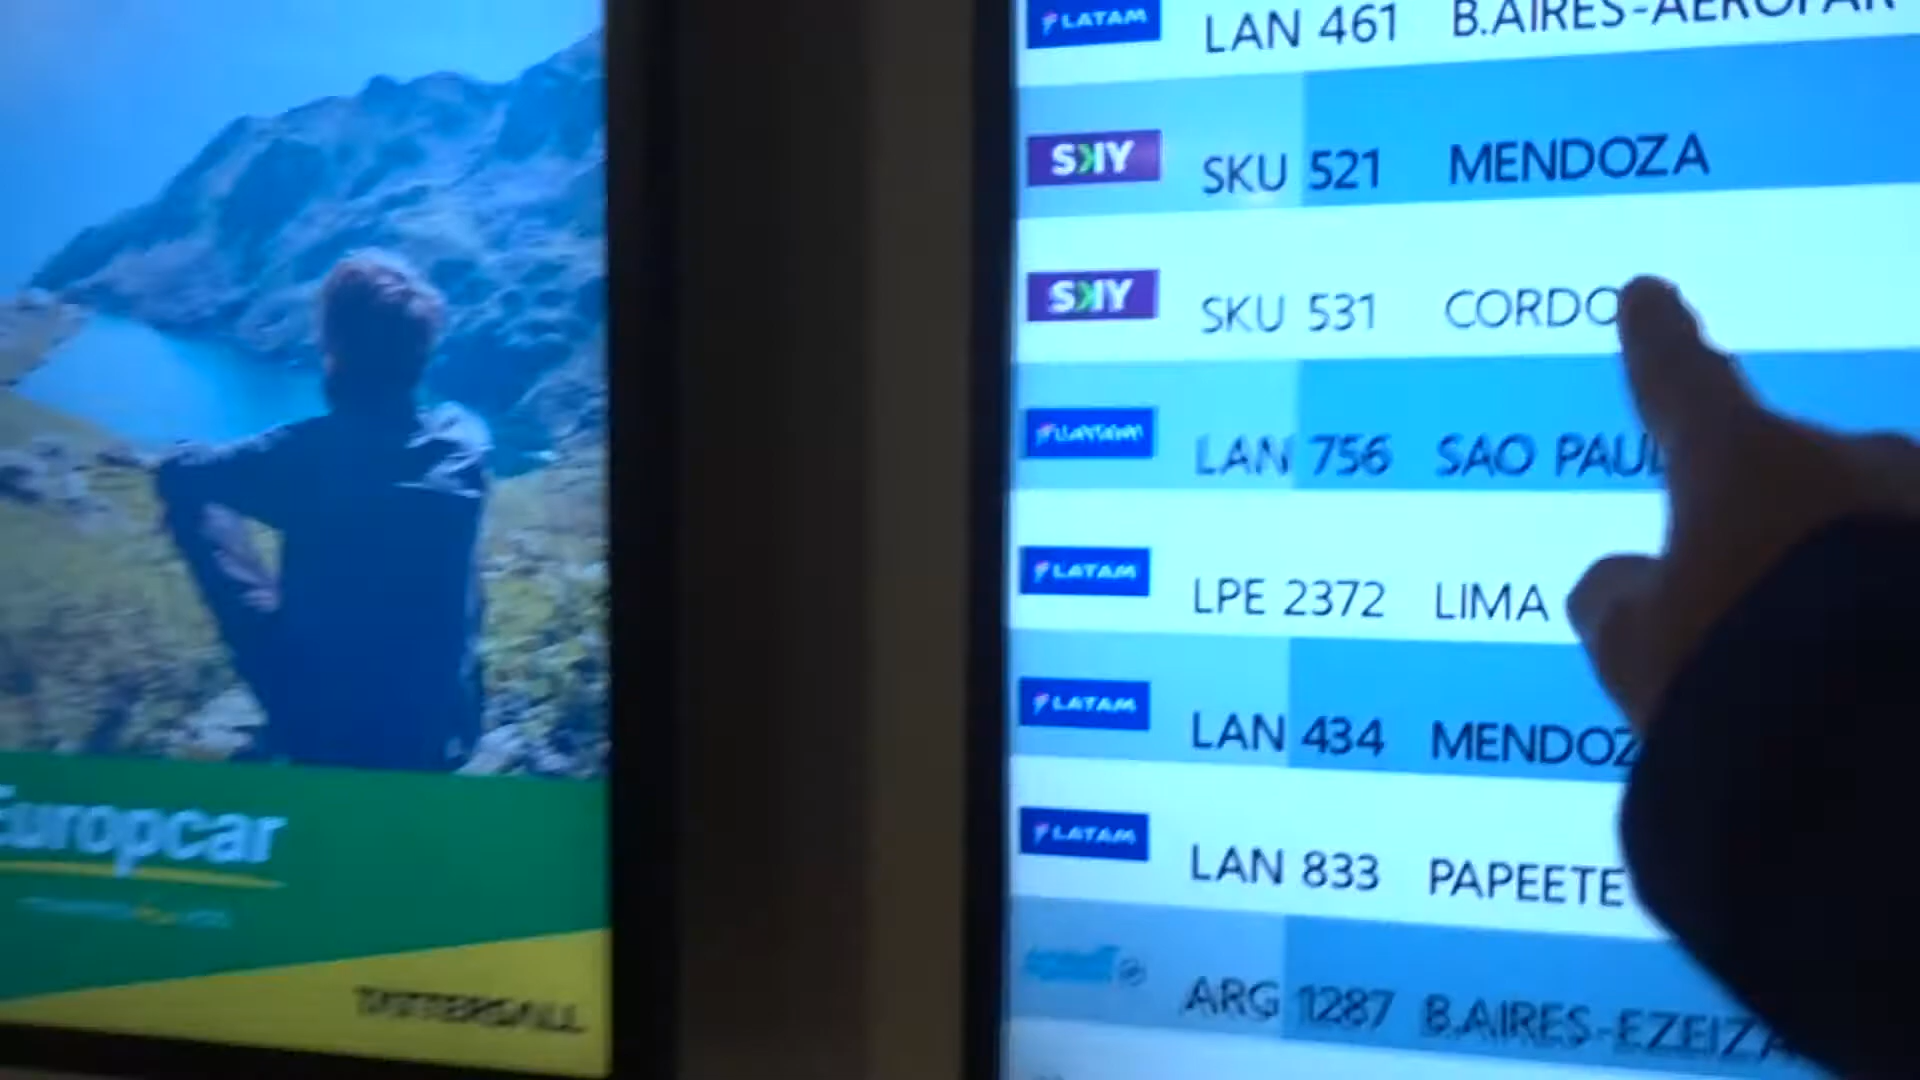 LATAM LAN 461 B.AIRES-AEROPAR
SKY SKU 521 MENDOZA
SKY SKU 531 CORDO
LATAM LAN 756 SAO PAUL
LATAM LPE 2372 LIMA
LATAM LAN 434 MENDOZ
LATAM LAN 833 PAPEETE
ARG 1287 B.AIRES-EZEIZA
Europcar
TATTERSALL